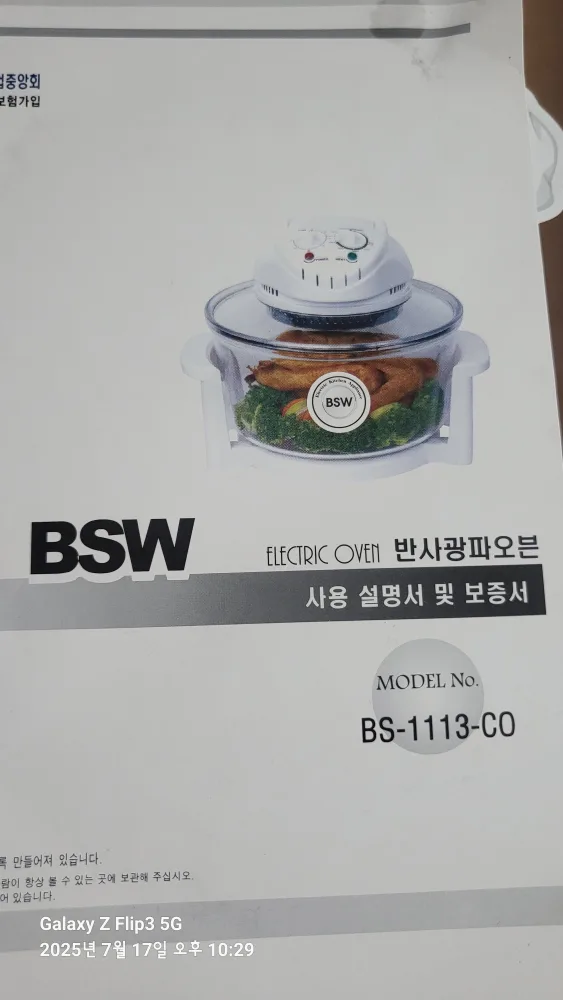 중앙회
보험가입
Electric Kitchen Appliance
BSW
BSW
ELECTRIC OVEN 반사광파오븐
사용 설명서 및 보증서
MODEL No.
BS-1113-CO
록 만들어져 있습니다.
람이 항상 볼 수 있는 곳에 보관해 주십시오.
어 있습니다.
Galaxy Z Flip3 5G
2025년 7월 17일 오후 10:29